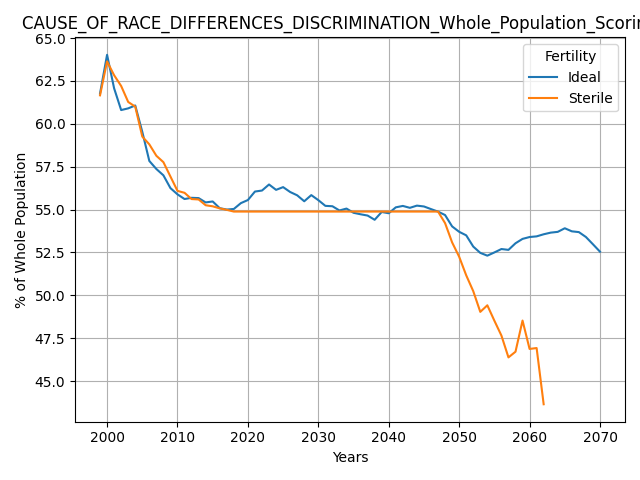 CAUSE_OF_RACE_DIFFERENCES_DISCRIMINATION_Whole_Population_Scorin
65.0
62.5
60.0
57.5
55.0
52.5
50.0
47.5
45.0
% of Whole Population
Fertility
Ideal
Sterile
2000 2010 2020 2030 2040 2050 2060 2070
Years